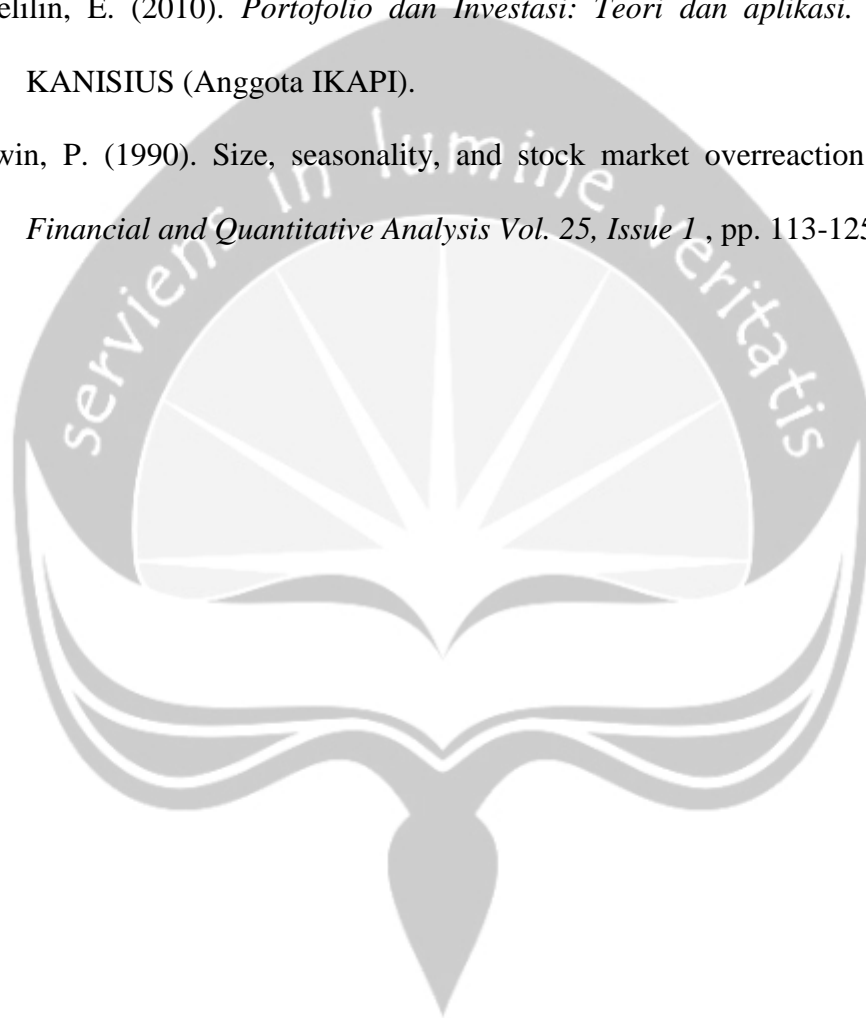 elilin, E. (2010). Portofolio dan Investasi: Teori dan aplikasi.
KANISIUS (Anggota IKAPI).
win, P. (1990). Size, seasonality, and stock market overreaction
Financial and Quantitative Analysis Vol. 25, Issue 1 , pp. 113-125
serviens in lumine veritatis